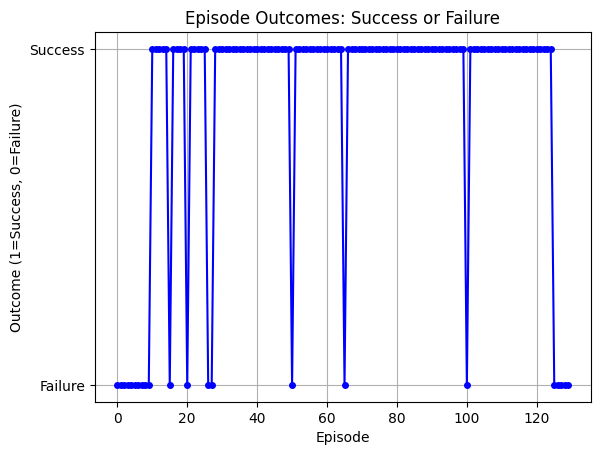 Episode Outcomes: Success or Failure
Success
Outcome (1=Success, 0=Failure)
Failure
0 20 40 60 80 100 120
Episode